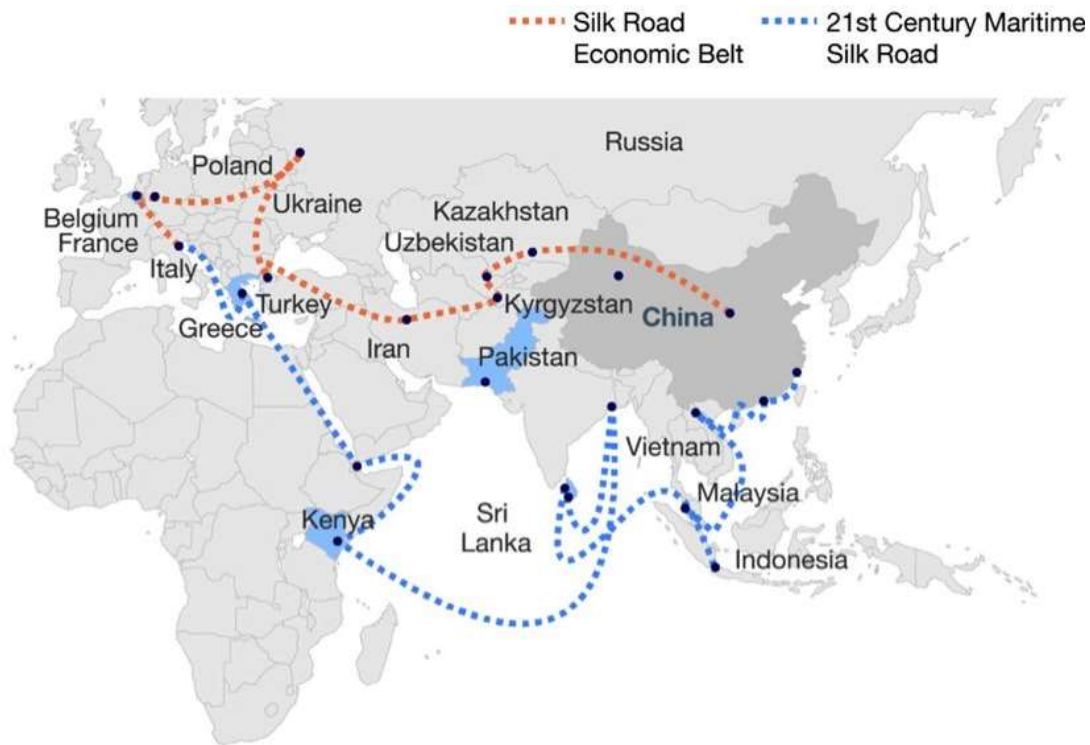 Silk Road
Economic Belt
21st Century Maritime
Silk Road
Russia
Poland
Ukraine
Belgium
France
Kazakhstan
Uzbekistan
Italy
Turkey
Kyrgyzstan
China
Greece
Iran
Pakistan
Vietnam
Malaysia
Kenya
Sri
Lanka
Indonesia